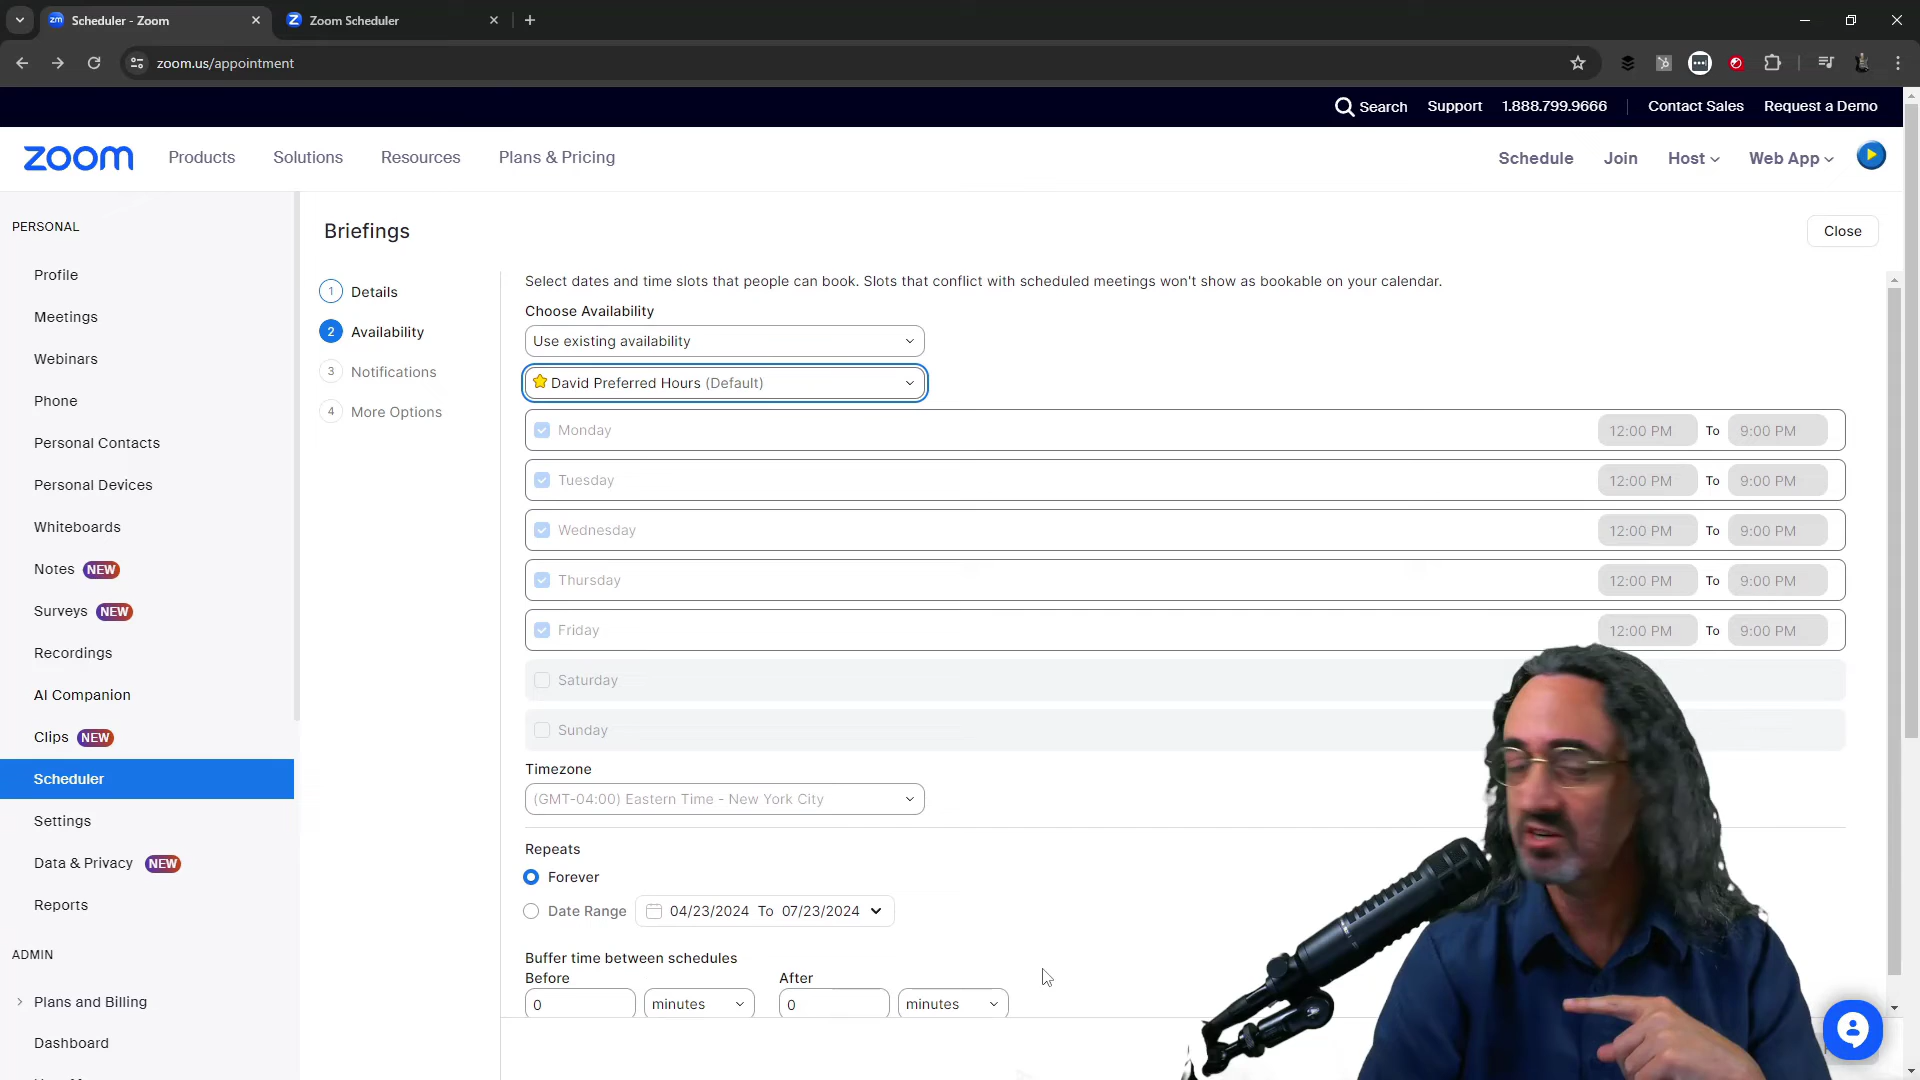 Scheduler - Zoom
Zoom Scheduler
zoom.us/appointment
Search Support 1.888.799.9666 Contact Sales Request a Demo
zoom Products Solutions Resources Plans & Pricing Schedule Join Host Web App
PERSONAL
Profile
Meetings
Webinars
Phone
Personal Contacts
Personal Devices
Whiteboards
Notes NEW
Surveys NEW
Recordings
AI Companion
Clips NEW
Scheduler
Settings
Data & Privacy NEW
Reports
ADMIN
Plans and Billing
Dashboard
Briefings
Close
1 Details
2 Availability
3 Notifications
4 More Options
Select dates and time slots that people can book. Slots that conflict with scheduled meetings won't show as bookable on your calendar.
Choose Availability
Use existing availability
David Preferred Hours (Default)
Monday 12:00 PM To 9:00 PM
Tuesday 12:00 PM To 9:00 PM
Wednesday 12:00 PM To 9:00 PM
Thursday 12:00 PM To 9:00 PM
Friday 12:00 PM To 9:00 PM
Saturday
Sunday
Timezone
(GMT-04:00) Eastern Time - New York City
Repeats
Forever
Date Range 04/23/2024 To 07/23/2024
Buffer time between schedules
Before After
0 minutes 0 minutes